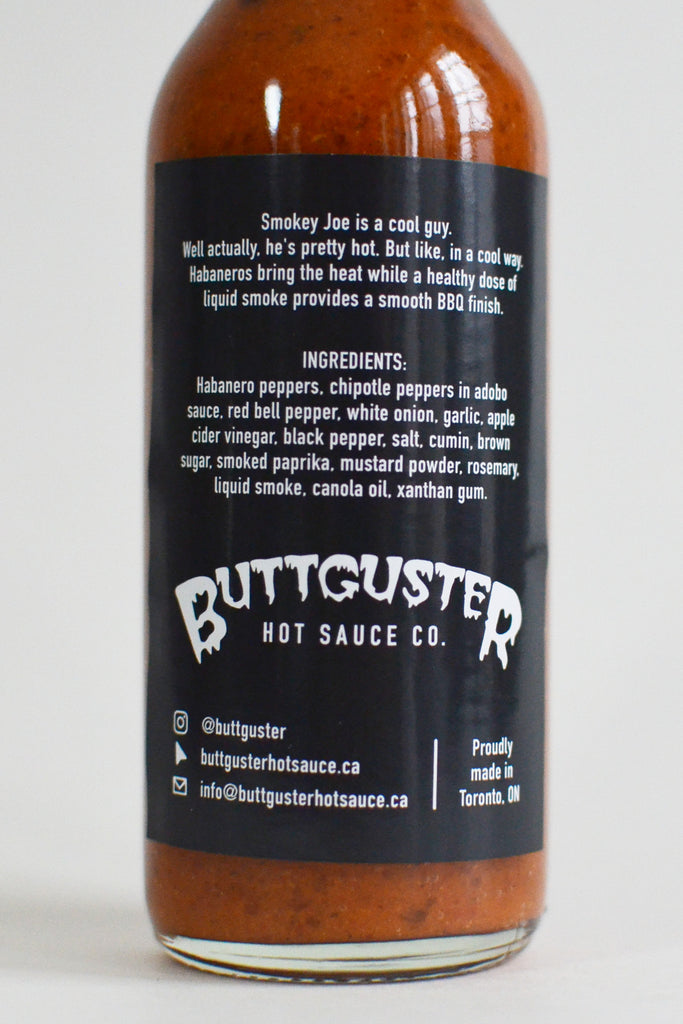 Smokey Joe is a cool guy.
Well actually, he's pretty hot. But like, in a cool way.
Habaneros bring the heat while a healthy dose of
liquid smoke provides a smooth BBQ finish.
INGREDIENTS:
Habanero peppers, chipotle peppers in adobo
sauce, red bell pepper, white onion, garlic, apple
cider vinegar, black pepper, salt, cumin, brown
sugar, smoked paprika, mustard powder, rosemary,
liquid smoke, canola oil, xanthan gum.
BUTTGUSTER
HOT SAUCE CO.
@buttguster
buttgusterhotsauce.ca
info@buttgusterhotsauce.ca
Proudly
made in
Toronto, ON